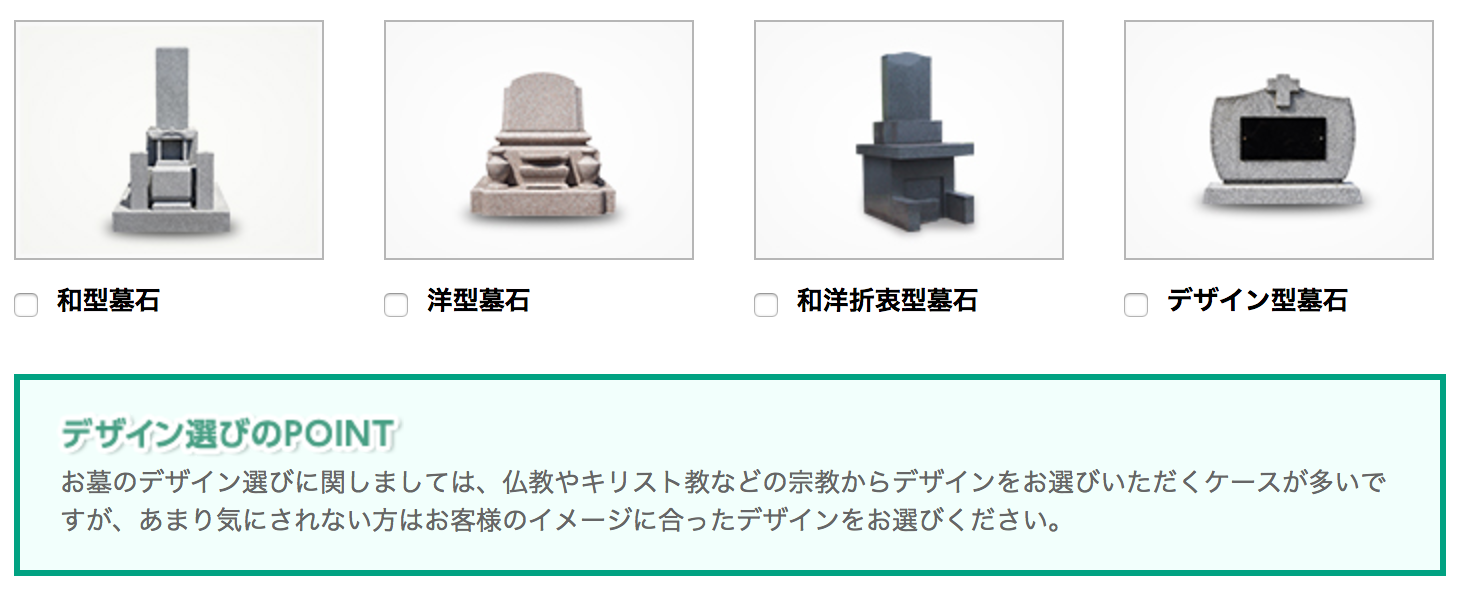 和型墓石
洋型墓石
和洋折衷型墓石
デザイン型墓石
デザイン選びのPOINT
お墓のデザイン選びに関しましては、仏教やキリスト教などの宗教からデザインをお選びいただくケースが多いで
すが、あまり気にされない方はお客様のイメージに合ったデザインをお選びください。